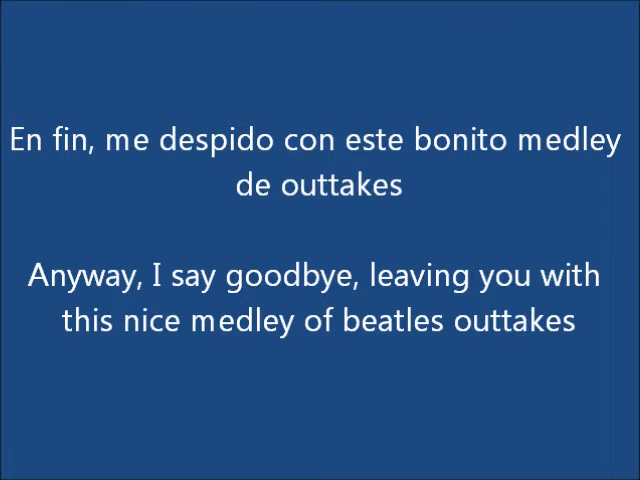 En fin, me despido con este bonito medley
de outtakes
Anyway, I say goodbye, leaving you with
this nice medley of beatles outtakes